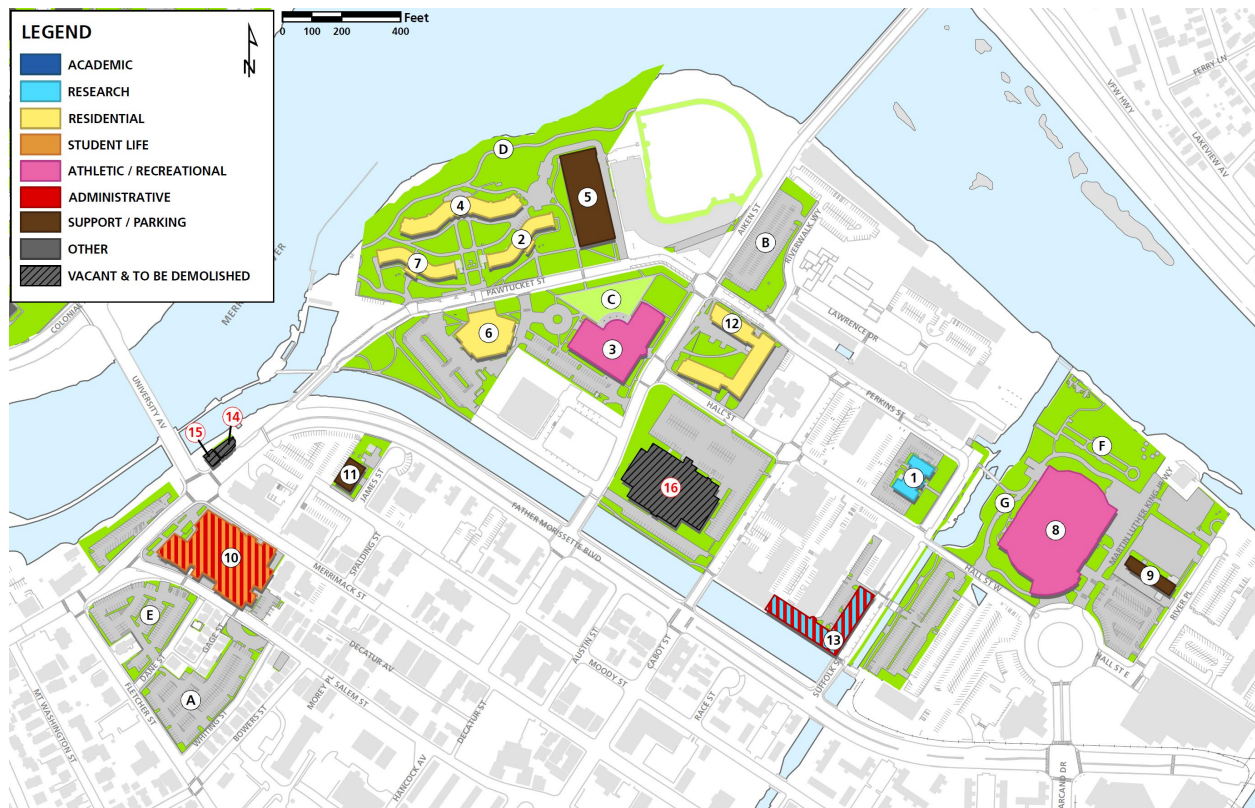 LEGEND
N
ACADEMIC
RESEARCH
RESIDENTIAL
STUDENT LIFE
ATHLETIC / RECREATIONAL
ADMINISTRATIVE
SUPPORT / PARKING
OTHER
VACANT & TO BE DEMOLISHED
Feet
0 100 200 400
FERRY LN
VFW HWY
LAKEVIEW AV
D
5
4
2
7
AIKEN ST
B
RIVERWALK WY
PAWTUCKET ST
C
6
3
12
LAWRENCE DR
COLONIAL
UNIVERSITY AV
PERKINS ST
HALL ST
14
15
11
JAMES ST
16
1
F
G
8
MARTIN LUTHER KING JR WY
9
RIVER PL
FATHER MORISSETTE BLVD
SPALDING ST
10
MERRIMACK ST
HALL ST W
E
GAGE ST
DANE ST
FLETCHER ST
A
WHITING ST
BOWERS ST
MOREY PL
SALEM ST
DECATUR AV
DECATUR ST
HANCOCK AV
AUSTIN ST
MOODY ST
CABOT ST
RACE ST
13
SUFFOLK ST
HALL ST E
MT WASHINGTON ST
ARCAND DR